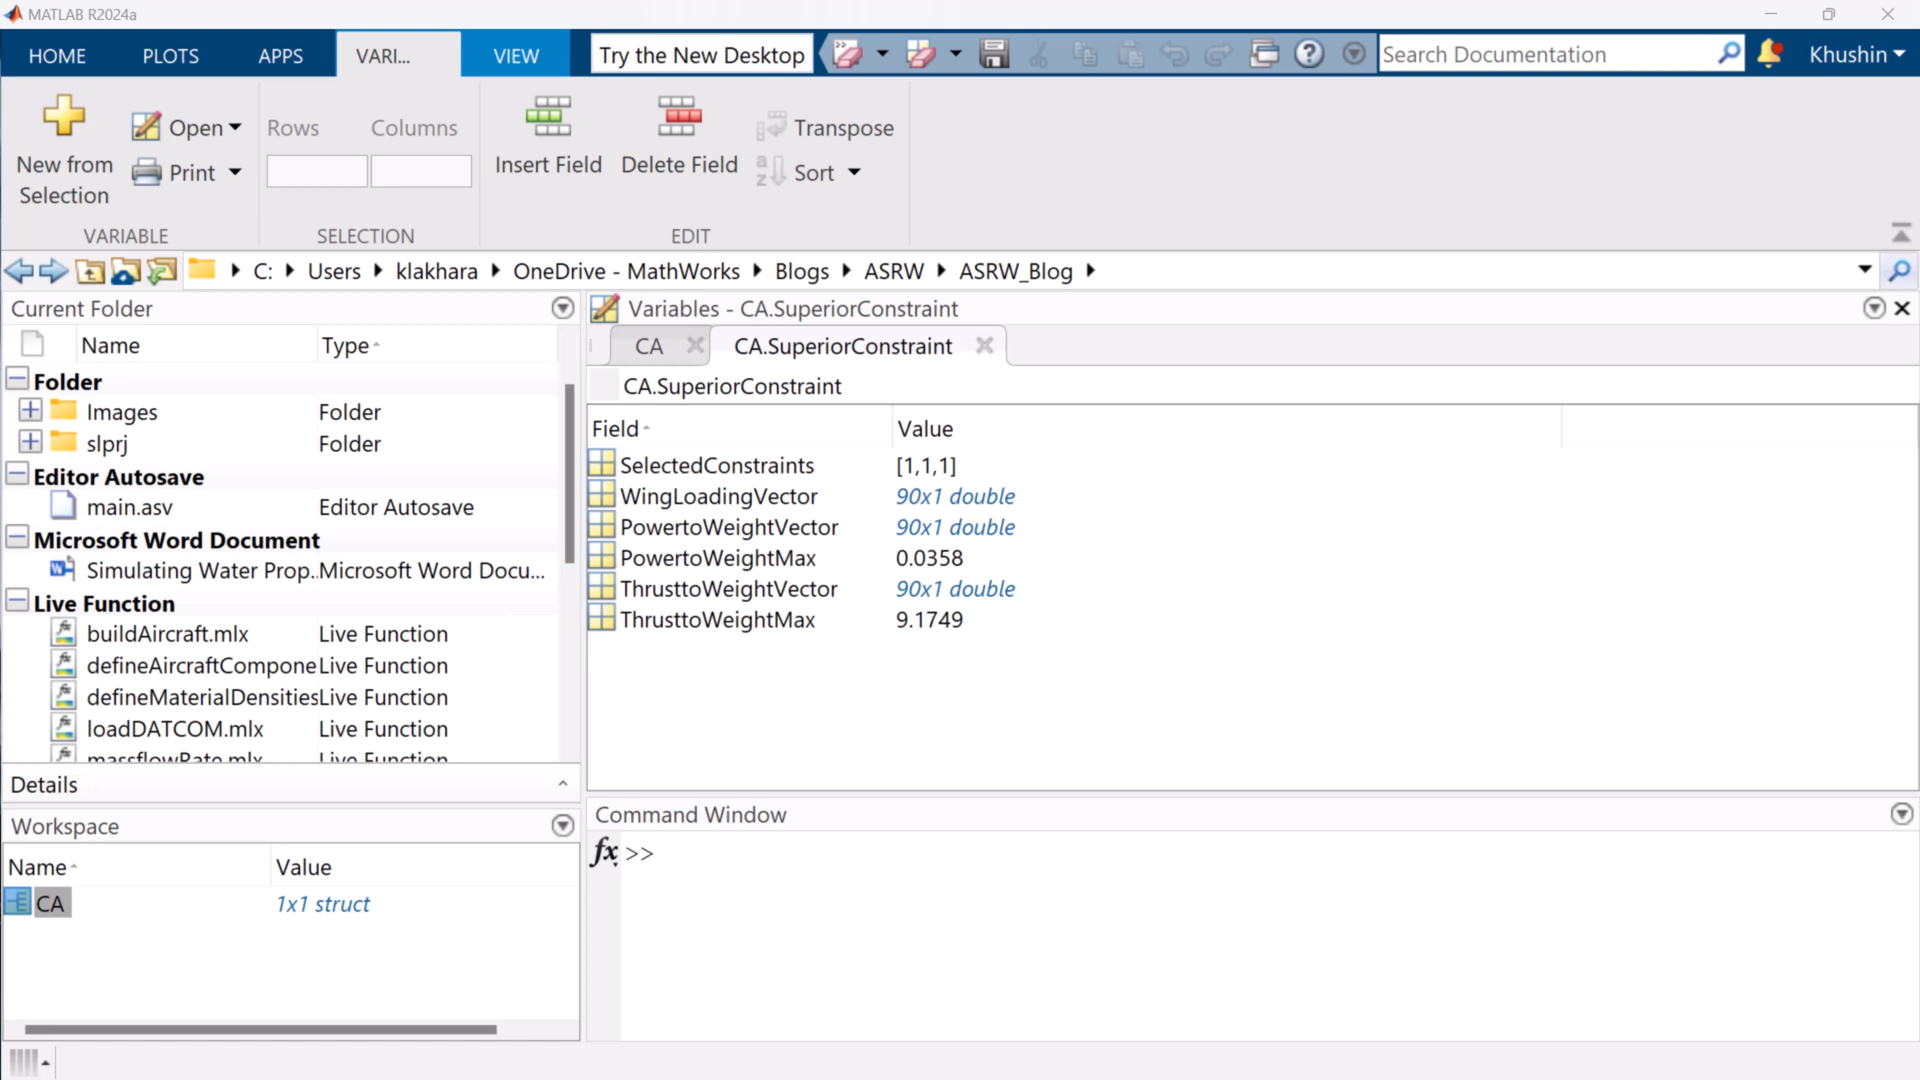 MATLAB R2024a
HOME PLOTS APPS VARI... VIEW Try the New Desktop Search Documentation Khushin
New from Selection
Open
Print
Rows Columns
Insert Field
Delete Field
Transpose
Sort
VARIABLE SELECTION EDIT
C: Users klakhara OneDrive - MathWorks Blogs ASRW ASRW_Blog
Current Folder
Name Type
Folder
Images Folder
slprj Folder
Editor Autosave
main.asv Editor Autosave
Microsoft Word Document
Simulating Water Prop.. Microsoft Word Docu...
Live Function
buildAircraft.mlx Live Function
defineAircraftCompone Live Function
defineMaterialDensities Live Function
loadDATCOM.mlx Live Function
massflowRate.mlx Live Function
Details
Workspace
Name Value
CA 1x1 struct
Variables - CA.SuperiorConstraint
CA CA.SuperiorConstraint
CA.SuperiorConstraint
Field Value
SelectedConstraints [1,1,1]
WingLoadingVector 90x1 double
PowertoWeightVector 90x1 double
PowertoWeightMax 0.0358
ThrusttoWeightVector 90x1 double
ThrusttoWeightMax 9.1749
Command Window
fx >>